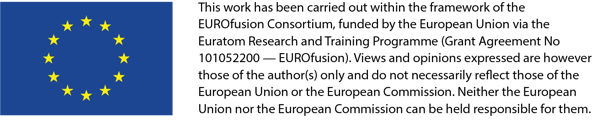 This work has been carried out within the framework of the
EUROfusion Consortium, funded by the European Union via the
Euratom Research and Training Programme (Grant Agreement No
101052200 — EUROfusion). Views and opinions expressed are however
those of the author(s) only and do not necessarily reflect those of the
European Union or the European Commission. Neither the European
Union nor the European Commission can be held responsible for them.